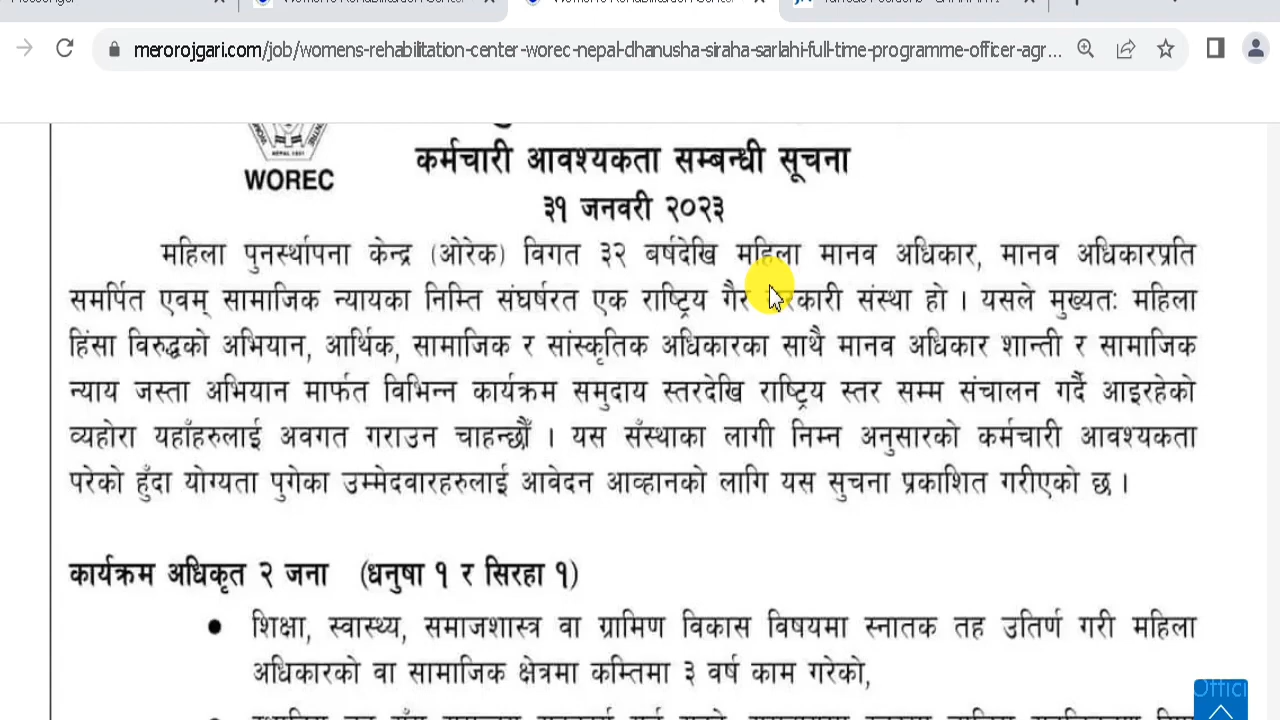 merorojgari.com/job/womens-rehabilitation-center-worec-nepal-dhanusha-siraha-sarlahi-full-time-programme-officer-agr...
NEPAL 1991
WOREC
कर्मचारी आवश्यकता सम्बन्धी सूचना
३१ जनवरी २०२३
महिला पुनर्स्थापना केन्द्र (ओरेक) विगत ३२ बर्षदेखि महिला मानव अधिकार, मानव अधिकारप्रति
समर्पित एवम् सामाजिक न्यायका निम्ति संघर्षरत एक राष्ट्रिय गैर सरकारी संस्था हो । यसले मुख्यतः महिला
हिंसा विरुद्धको अभियान, आर्थिक, सामाजिक र सांस्कृतिक अधिकारका साथै मानव अधिकार शान्ती र सामाजिक
न्याय जस्ता अभियान मार्फत विभिन्न कार्यक्रम समुदाय स्तरदेखि राष्ट्रिय स्तर सम्म संचालन गर्दै आइरहेको
व्यहोरा यहाँहरुलाई अवगत गराउन चाहन्छौँ । यस सँस्थाका लागी निम्न अनुसारको कर्मचारी आवश्यकता
परेको हुँदा योग्यता पुगेका उम्मेदवारहरुलाई आवेदन आव्हानको लागि यस सुचना प्रकाशित गरीएको छ ।
कार्यक्रम अधिकृत २ जना (धनुषा १ र सिरहा १)
● शिक्षा, स्वास्थ्य, समाजशास्त्र वा ग्रामिण विकास विषयमा स्नातक तह उतिर्ण गरी महिला
अधिकारको वा सामाजिक क्षेत्रमा कम्तिमा ३ वर्ष काम गरेको,
Offici